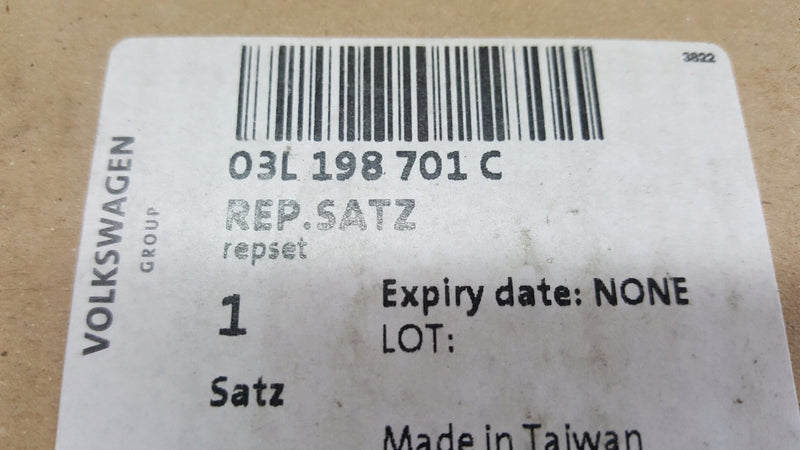 3822
03L 198 701 C
REP.SATZ
repset
VOLKSWAGEN
GROUP
1
Satz
Expiry date: NONE
LOT:
Made in Taiwan